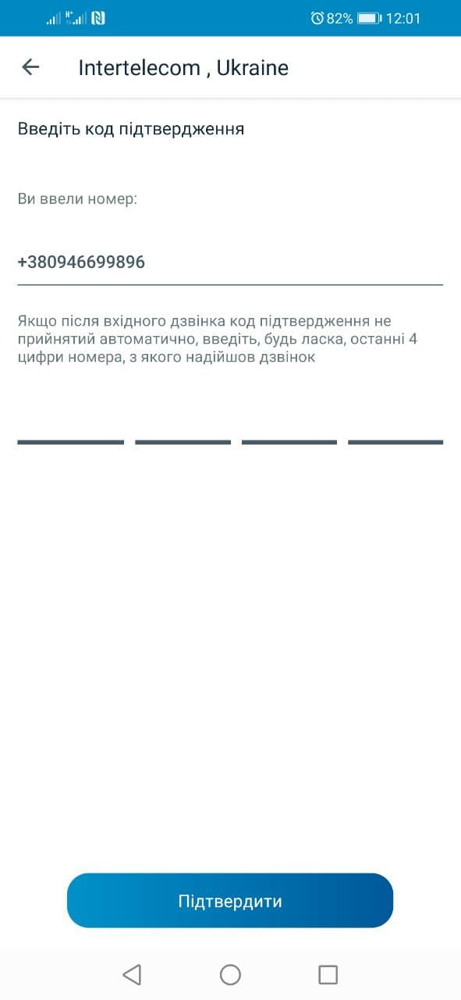 82% 12:01
Intertelecom , Ukraine
Введіть код підтвердження
Ви ввели номер:
+380946699896
Якщо після вхідного дзвінка код підтвердження не
прийнятий автоматично, введіть, будь ласка, останні 4
цифри номера, з якого надійшов дзвінок
Підтвердити